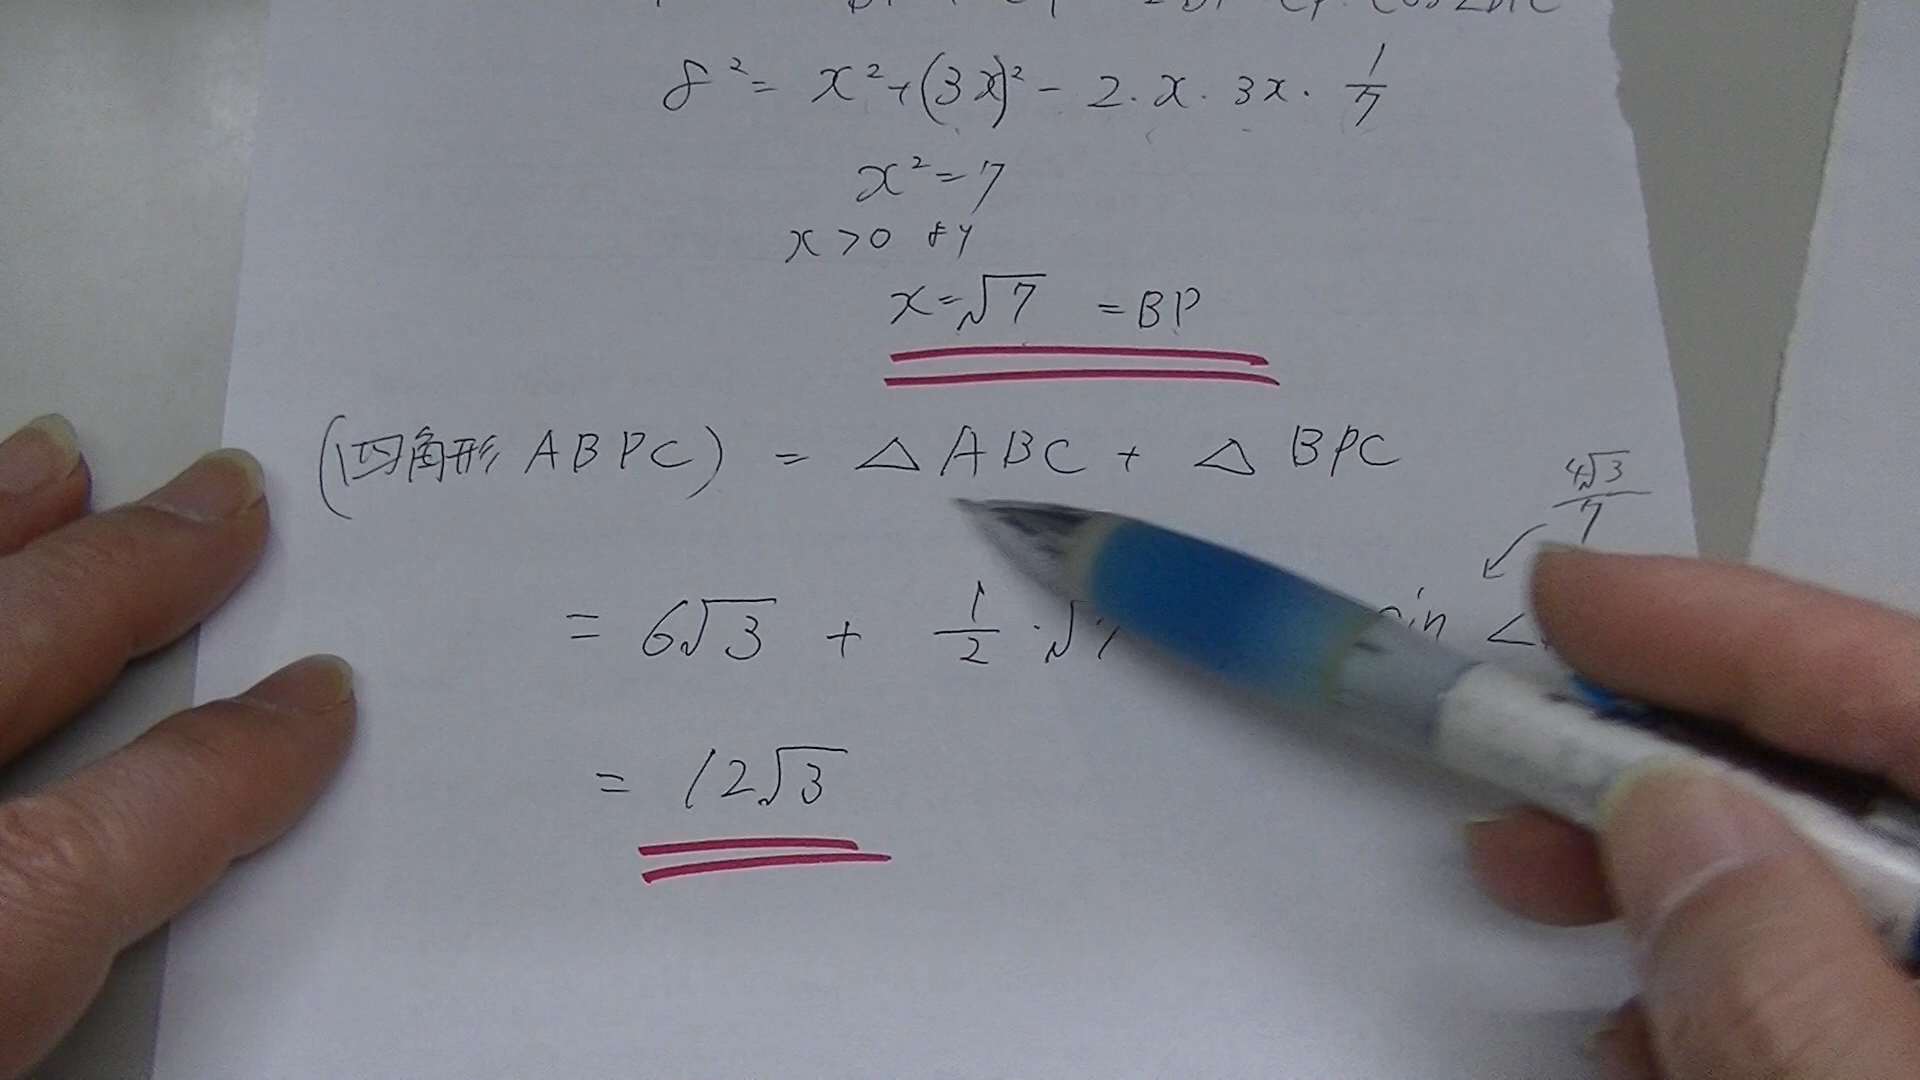 8² = x² + (3x)² - 2・x・3x・1/7
x² = 7
x > 0 より
x = √7 = BP
(四角形 ABPC) = △ABC + △BPC
4√3/7
= 6√3 + 1/2・√7 sin ∠
= 12√3